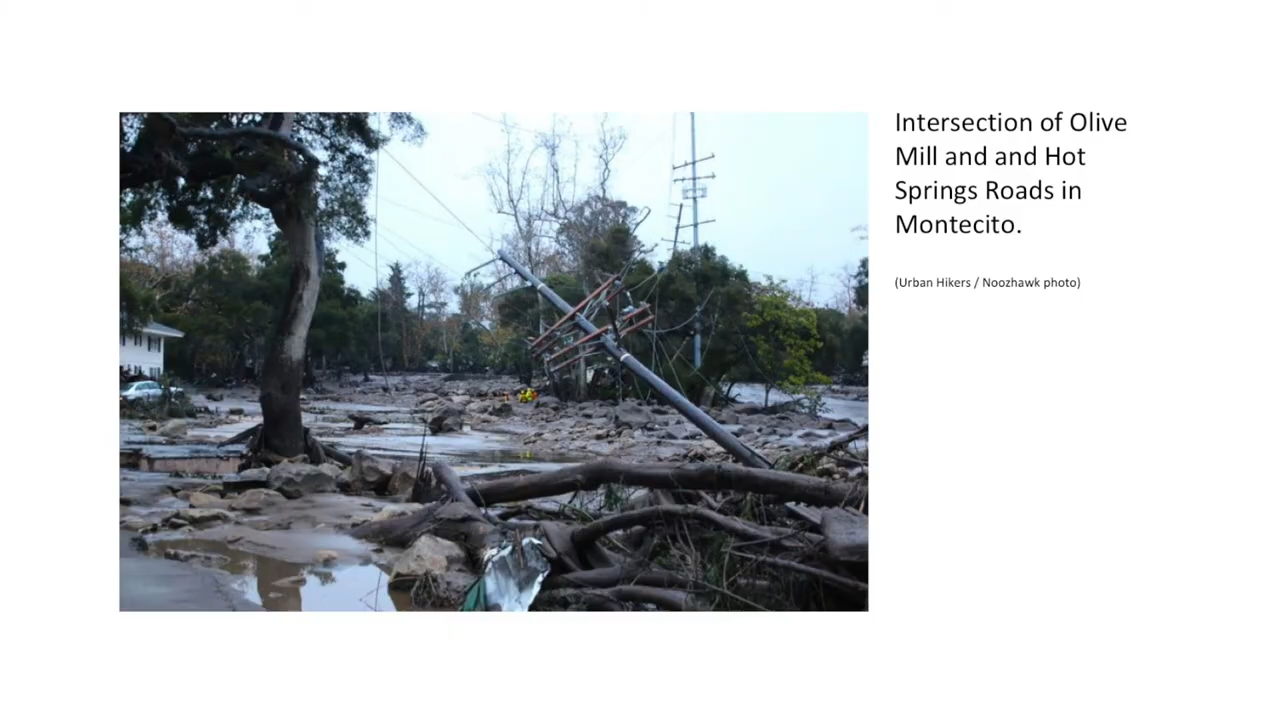 Intersection of Olive
Mill and and Hot
Springs Roads in
Montecito.
(Urban Hikers / Noozhawk photo)